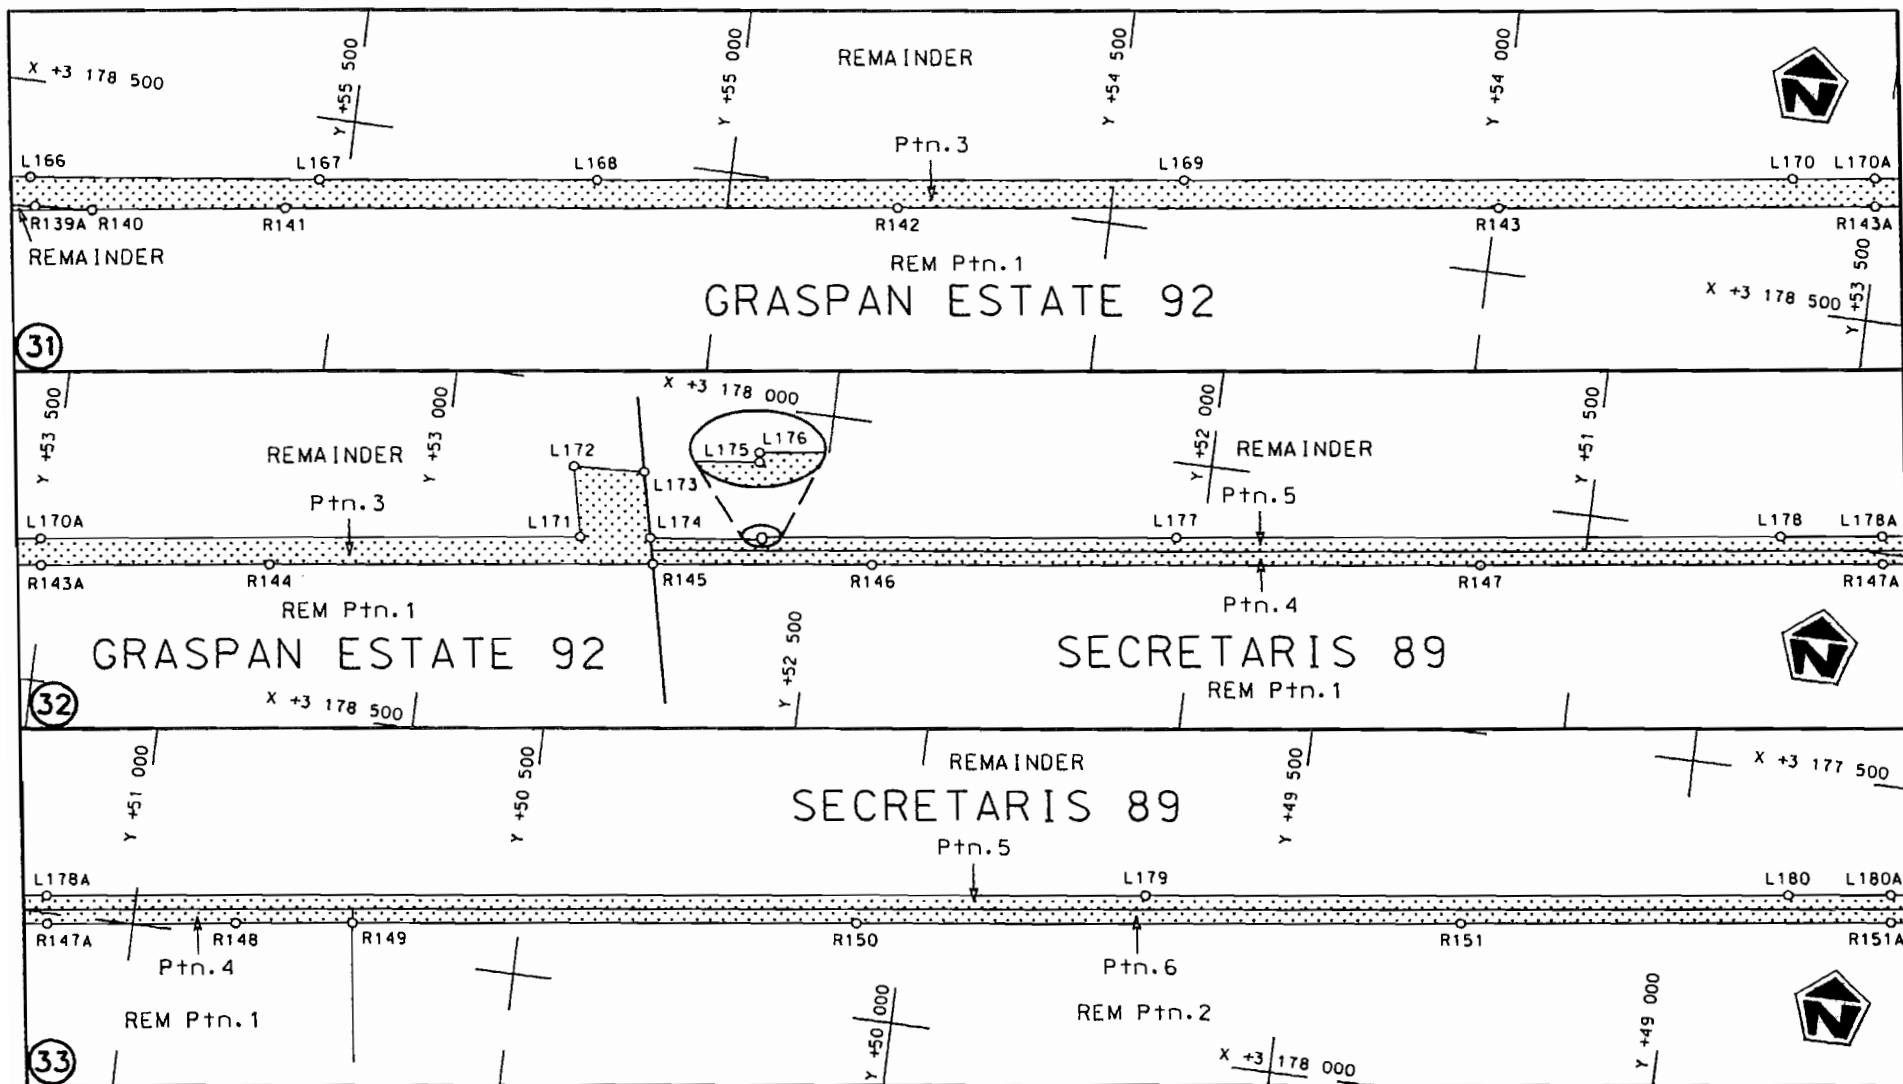 X +3 178 500
Y +55 500
Y +55 000
REMAINDER
Y +54 500
Y +54 000
N
L166
L167
L168
Ptn.3
L169
L170
L170A
R139A
R140
R141
R142
R143
R143A
REMAINDER
REM Ptn.1
GRASPAN ESTATE 92
X +3 178 500
Y +53 500
31
Y +53 500
Y +53 000
X +3 178 000
REMAINDER
L172
L175
L176
Y +52 000
REMAINDER
Y +51 500
Ptn.3
L173
Ptn.5
L170A
L171
L174
L177
L178
L178A
R143A
R144
R145
R146
R147
R147A
REM Ptn.1
Ptn.4
GRASPAN ESTATE 92
Y +52 500
SECRETARIS 89
REM Ptn.1
N
X +3 178 500
32
Y +51 000
Y +50 500
REMAINDER
Y +49 500
X +3 177 500
SECRETARIS 89
Ptn.5
L178A
L179
L180
L180A
R147A
R148
R149
R150
R151
R151A
Ptn.4
Ptn.6
REM Ptn.1
Y +50 000
REM Ptn.2
Y +49 000
N
X +3 178 000
33